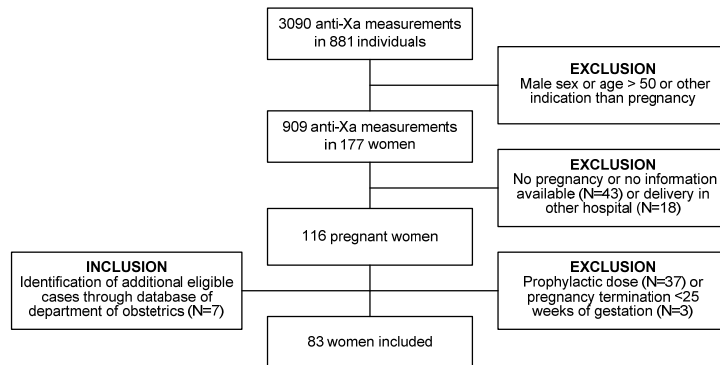 3090 anti-Xa measurements
in 881 individuals
EXCLUSION
Male sex or age > 50 or other
indication than pregnancy
909 anti-Xa measurements
in 177 women
EXCLUSION
No pregnancy or no information
available (N=43) or delivery in
other hospital (N=18)
116 pregnant women
INCLUSION
Identification of additional eligible
cases through database of
department of obstetrics (N=7)
EXCLUSION
Prophylactic dose (N=37) or
pregnancy termination <25
weeks of gestation (N=3)
83 women included